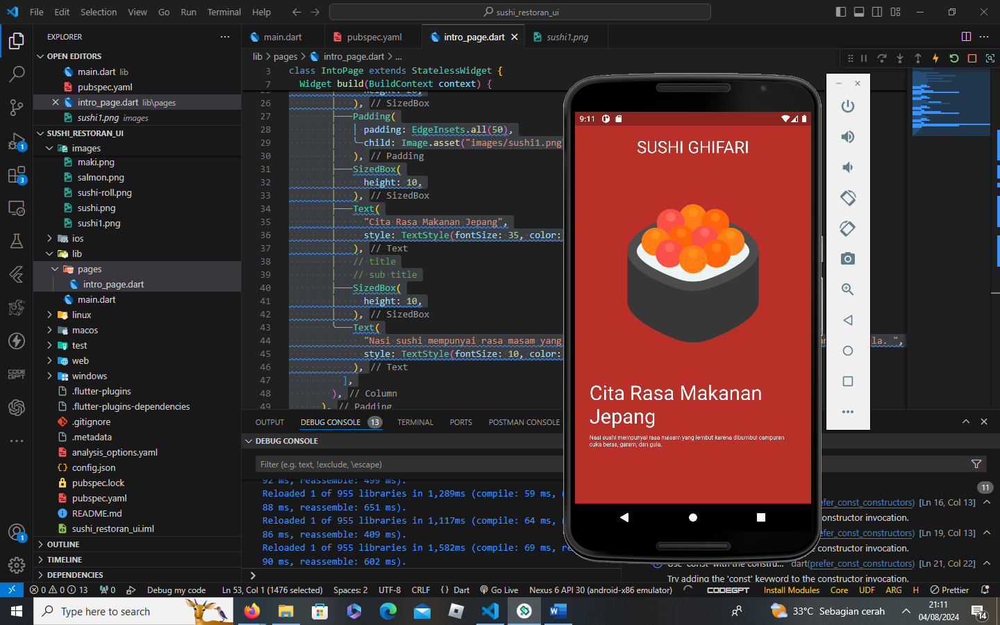 File Edit Selection View Go Run Terminal Help
sushi_restoran_ui
EXPLORER
OPEN EDITORS
main.dart lib
pubspec.yaml
intro_page.dart lib\pages
sushi1.png images
SUSHI_RESTORAN_UI
images
maki.png
salmon.png
sushi-roll.png
sushi.png
sushi1.png
ios
lib
pages
intro_page.dart
main.dart
linux
macos
test
web
windows
.flutter-plugins
.flutter-plugins-dependencies
.gitignore
.metadata
analysis_options.yaml
config.json
pubspec.lock
pubspec.yaml
README.md
sushi_restoran_ui.iml
OUTLINE
TIMELINE
DEPENDENCIES
1
3
CODE
GPT
1
main.dart pubspec.yaml intro_page.dart sushi1.png
lib > pages > intro_page.dart > ...
3 class IntoPage extends StatelessWidget {
7 Widget build(BuildContext context) {
26 ), // SizedBox
27 Padding(
28 padding: EdgeInsets.all(50),
29 child: Image.asset("images/sushi1.png"
30 ), // Padding
31 SizedBox(
32 height: 10,
33 ), // SizedBox
34 Text(
35 "Cita Rasa Makanan Jepang",
36 style: TextStyle(fontSize: 35, color:
37 ), // Text
38 // title
39 // sub title
40 SizedBox(
41 height: 10,
42 ), // SizedBox
43 Text(
44 "Nasi sushi mempunyai rasa masam yang la. ",
45 style: TextStyle(fontSize: 10, color:
46 ), // Text
47 ],
48 ), // Column
49 ), // Padding
9:11
SUSHI GHIFARI
Cita Rasa Makanan
Jepang
Nasi sushi mempunyai rasa masam yang lembut karena dibumbui campuran
cuka beras, garam, dan gula.
OUTPUT DEBUG CONSOLE 13 TERMINAL PORTS POSTMAN CONSOLE
DEBUG CONSOLE
Filter (e.g. text, !exclude, \escape)
92 ms, reassemble: 499 ms).
Reloaded 1 of 955 libraries in 1,289ms (compile: 59 ms,
88 ms, reassemble: 651 ms).
Reloaded 1 of 955 libraries in 1,117ms (compile: 64 ms,
86 ms, reassemble: 409 ms).
Reloaded 1 of 955 libraries in 1,582ms (compile: 69 ms,
90 ms, reassemble: 602 ms).
11
efer_const_constructors) [Ln 16, Col 13]
constructor invocation.
efer_const_constructors) [Ln 19, Col 13]
constructor invocation.
Use 'const' with the constru... dart(prefer_const_constructors) [Ln 21, Col 22]
Try adding the 'const' keyword to the constructor invocation.
0 0 13 0 Debug my code Ln 53, Col 1 (1476 selected) Spaces: 2 UTF-8 CRLF {} Dart Go Live Nexus 6 API 30 (android-x86 emulator) CODEGPT Install Modules Core UDF ARG H Prettier
Type here to search
33°C Sebagian cerah
21:11
04/08/2024
14